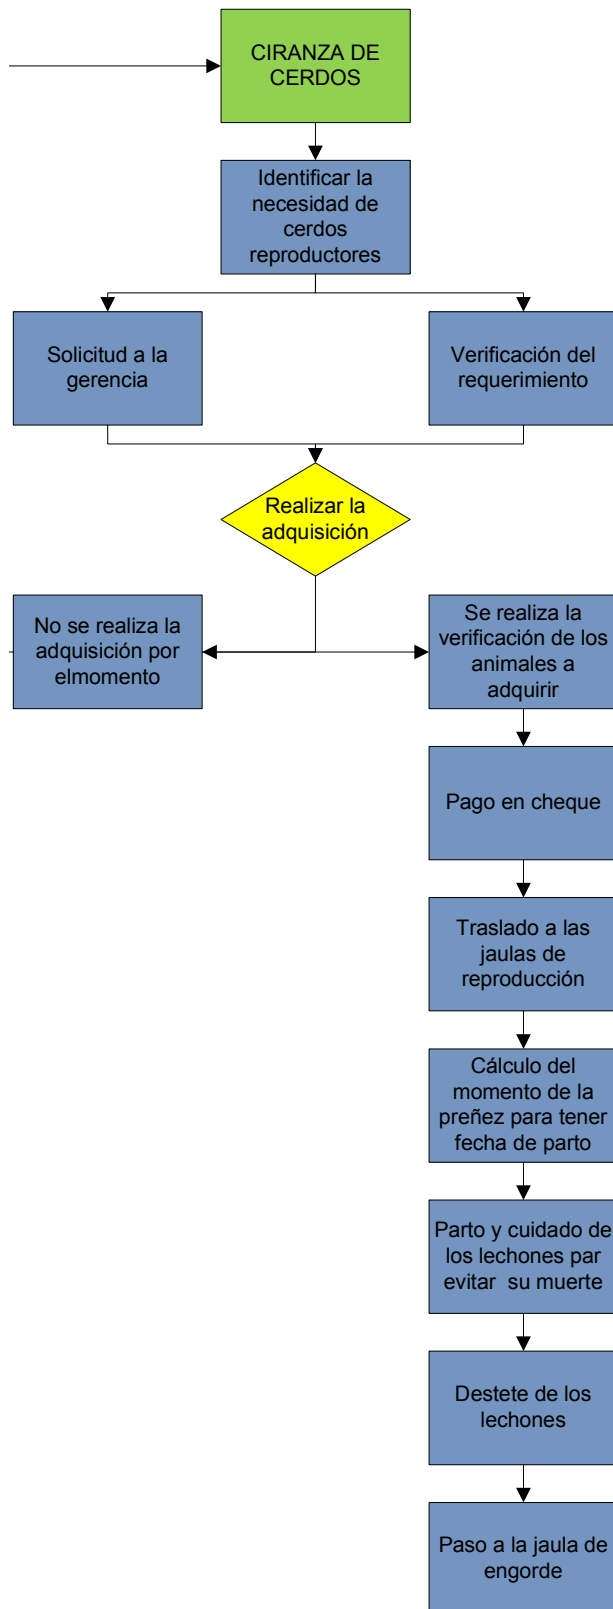 CIRANZA DE
CERDOS
Identificar la
necesidad de
cerdos
reproductores
Solicitud a la
gerencia
Verificación del
requerimiento
Realizar la
adquisición
No se realiza la
adquisición por
elmomento
Se realiza la
verificación de los
animales a
adquirir
Pago en cheque
Traslado a las
jaulas de
reproducción
Cálculo del
momento de la
preñez para tener
fecha de parto
Parto y cuidado de
los lechones par
evitar su muerte
Destete de los
lechones
Paso a la jaula de
engorde